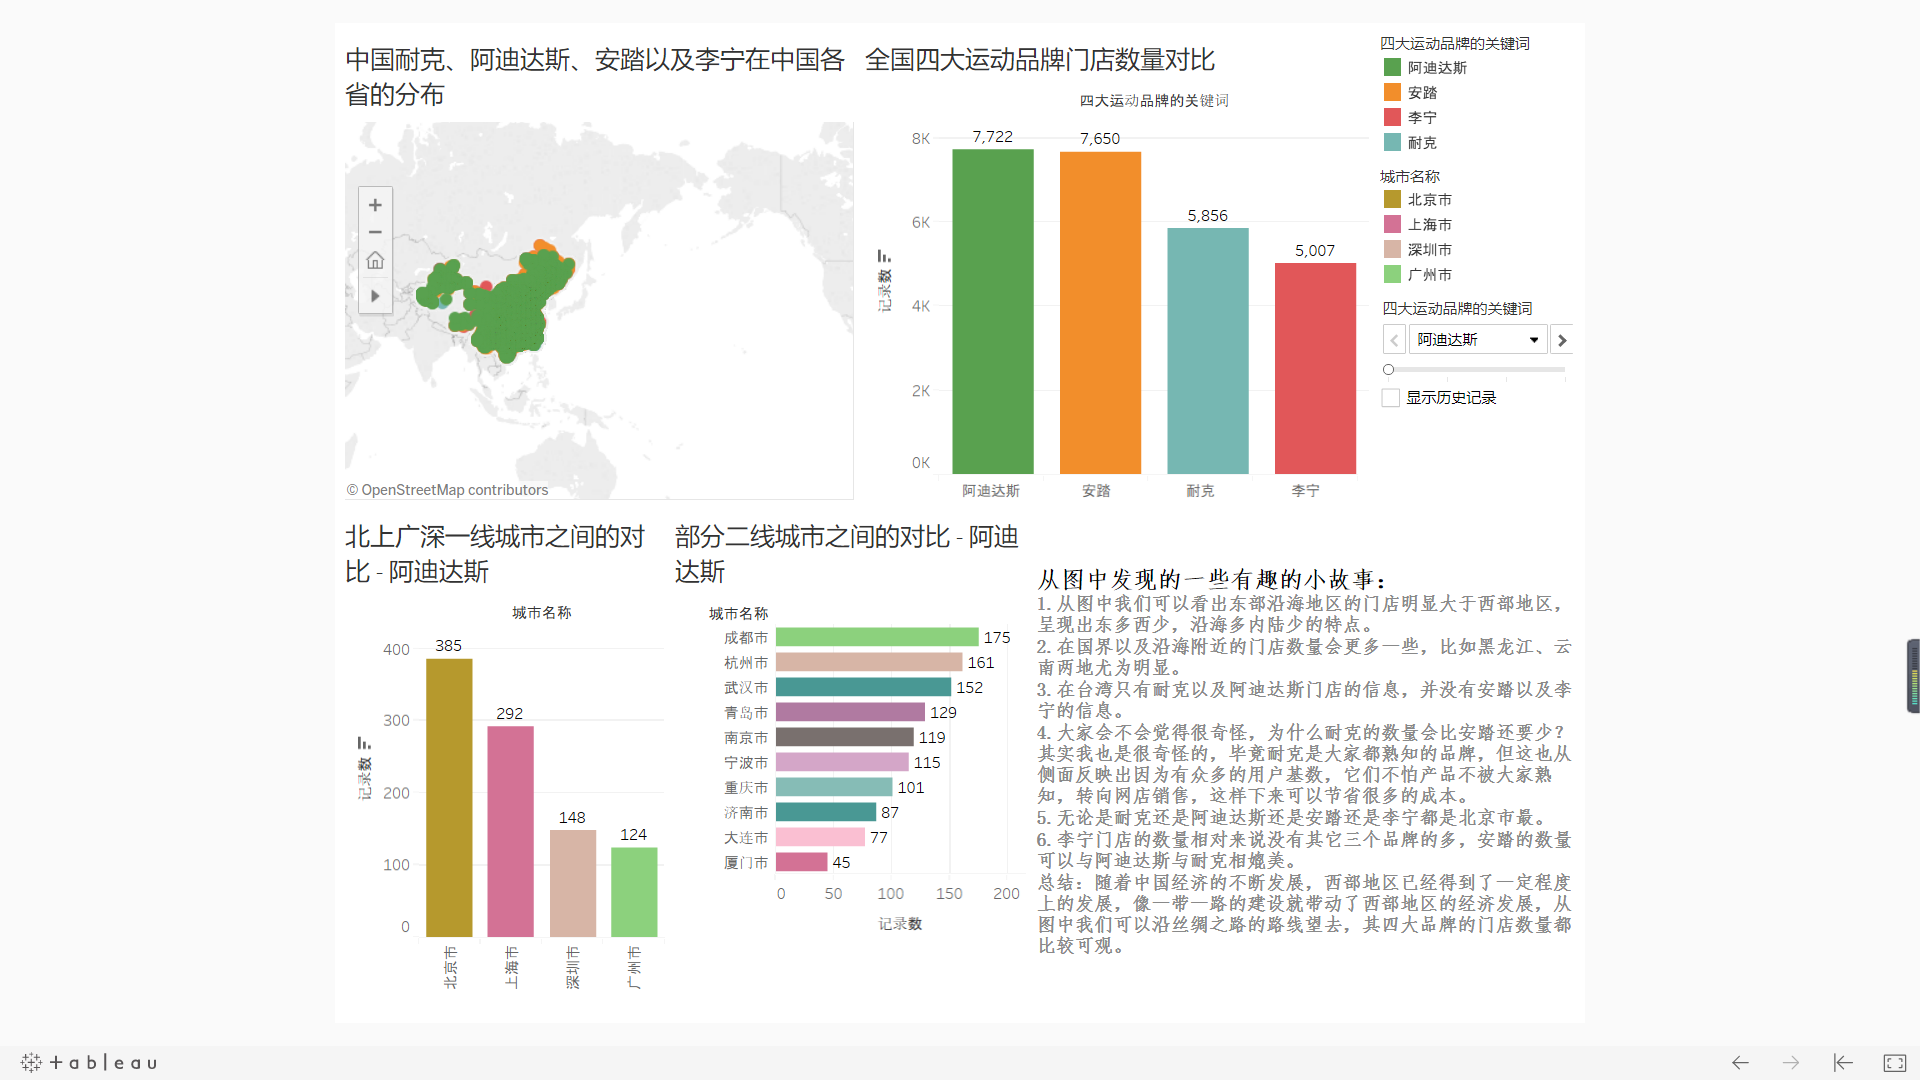 中国耐克、阿迪达斯、安踏以及李宁在中国各
省的分布
© OpenStreetMap contributors
全国四大运动品牌门店数量对比
四大运动品牌的关键词
记录数
8K
6K
4K
2K
0K
7,722
7,650
5,856
5,007
阿迪达斯
安踏
耐克
李宁
四大运动品牌的关键词
阿迪达斯
安踏
李宁
耐克
城市名称
北京市
上海市
深圳市
广州市
四大运动品牌的关键词
阿迪达斯
显示历史记录
北上广深一线城市之间的对
比 - 阿迪达斯
城市名称
记录数
400
300
200
100
0
385
292
148
124
北京市
上海市
深圳市
广州市
部分二线城市之间的对比 - 阿迪
达斯
城市名称
成都市 175
杭州市 161
武汉市 152
青岛市 129
南京市 119
宁波市 115
重庆市 101
济南市 87
大连市 77
厦门市 45
0 50 100 150 200
记录数
从图中发现的一些有趣的小故事：
1. 从图中我们可以看出东部沿海地区的门店明显大于西部地区，
呈现出东多西少，沿海多内陆少的特点。
2. 在国界以及沿海附近的门店数量会更多一些，比如黑龙江、云
南两地尤为明显。
3. 在台湾只有耐克以及阿迪达斯门店的信息，并没有安踏以及李
宁的信息。
4. 大家会不会觉得很奇怪，为什么耐克的数量会比安踏还要少？
其实我也是很奇怪的，毕竟耐克是大家都熟知的品牌，但这也从
侧面反映出因为有众多的用户基数，它们不怕产品不被大家熟
知，转向网店销售，这样下来可以节省很多的成本。
5. 无论是耐克还是阿迪达斯还是安踏还是李宁都是北京市最。
6. 李宁门店的数量相对来说没有其它三个品牌的多，安踏的数量
可以与阿迪达斯与耐克相媲美。
总结：随着中国经济的不断发展，西部地区已经得到了一定程度
上的发展，像一带一路的建设就带动了西部地区的经济发展，从
图中我们可以沿丝绸之路的路线望去，其四大品牌的门店数量都
比较可观。
+ableau